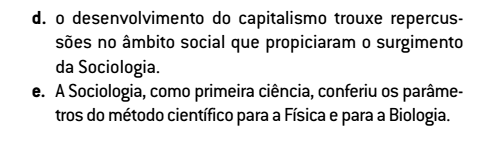 d. o desenvolvimento do capitalismo trouxe repercus-
sões no âmbito social que propiciaram o surgimento
da Sociologia.
e. A Sociologia, como primeira ciência, conferiu os parâme-
tros do método científico para a Física e para a Biologia.